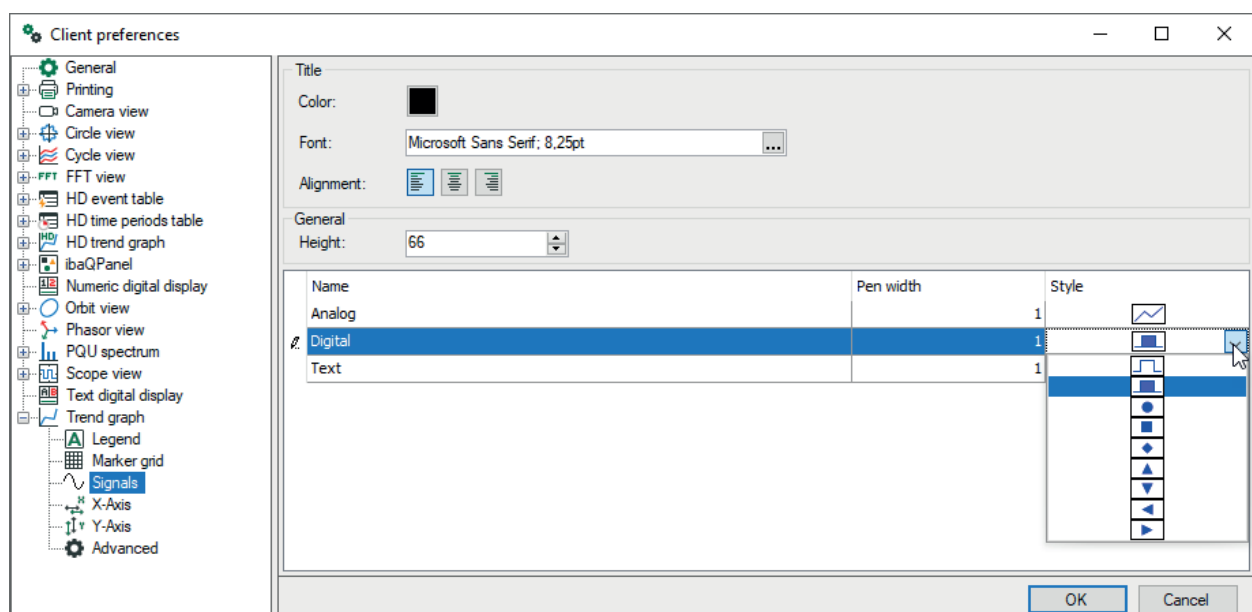 Client preferences
General
Printing
Camera view
Circle view
Cycle view
FFT FFT view
HD event table
HD time periods table
HD HD trend graph
ibaQPanel
12 Numeric digital display
Orbit view
Phasor view
PQU spectrum
Scope view
AB Text digital display
Trend graph
A Legend
Marker grid
Signals
X X-Axis
Y Y-Axis
Advanced
Title
Color:
Font: Microsoft Sans Serif; 8,25pt ...
Alignment:
General
Height: 66
Name Pen width Style
Analog 1
Digital 1
Text 1
OK Cancel